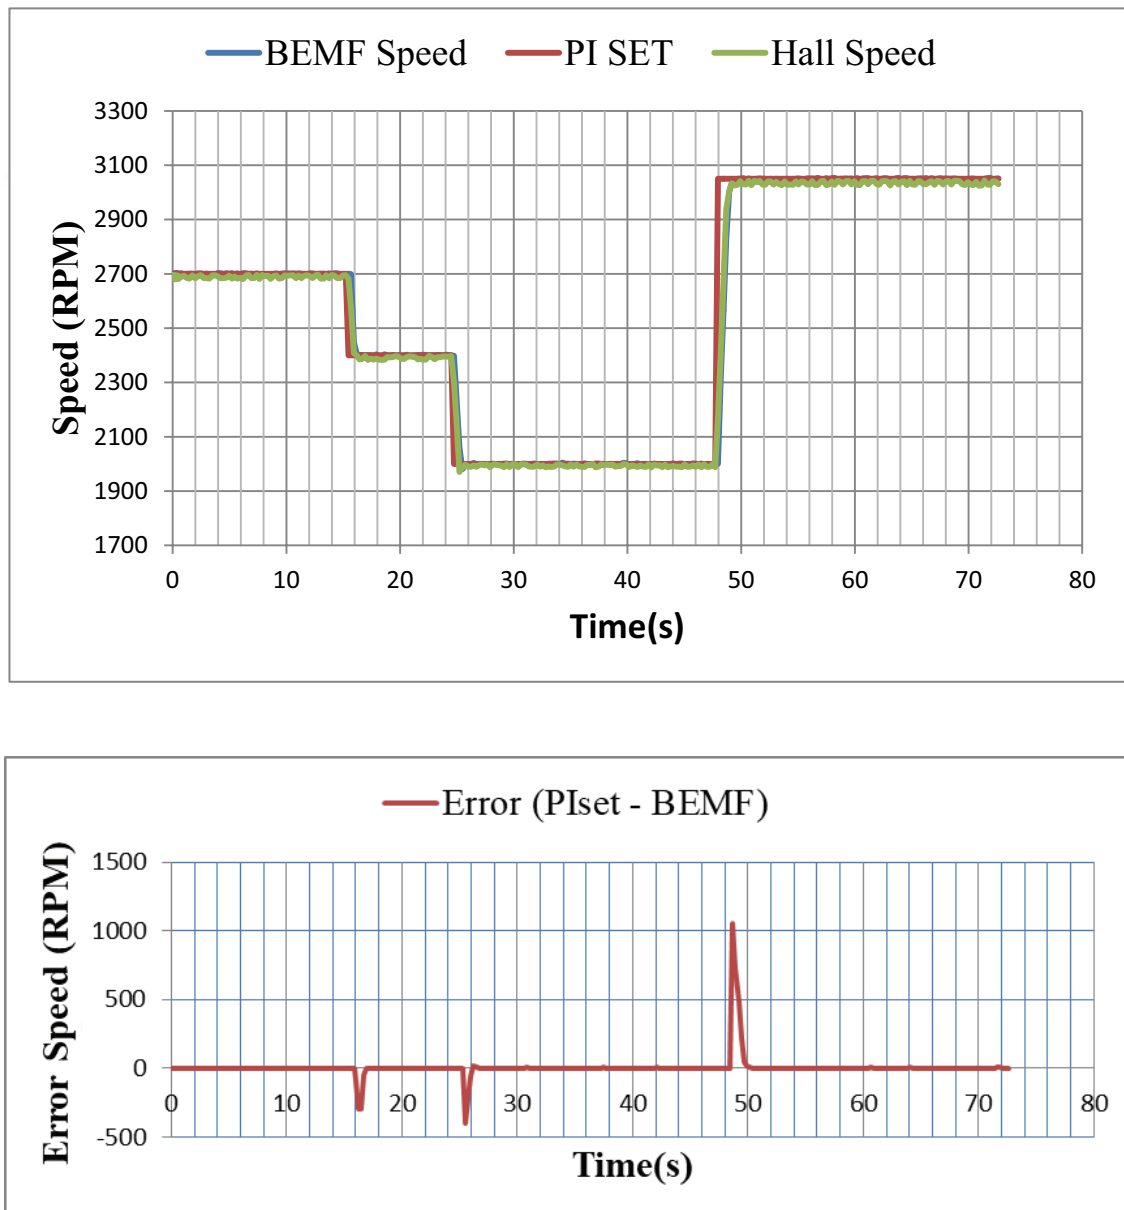 BEMF Speed PI SET Hall Speed
3300
3100
2900
2700
2500
2300
2100
1900
1700
Speed (RPM)
0 10 20 30 40 50 60 70 80
Time(s)
Error (PIset - BEMF)
1500
1000
500
0
-500
Error Speed (RPM)
0 10 20 30 40 50 60 70 80
Time(s)